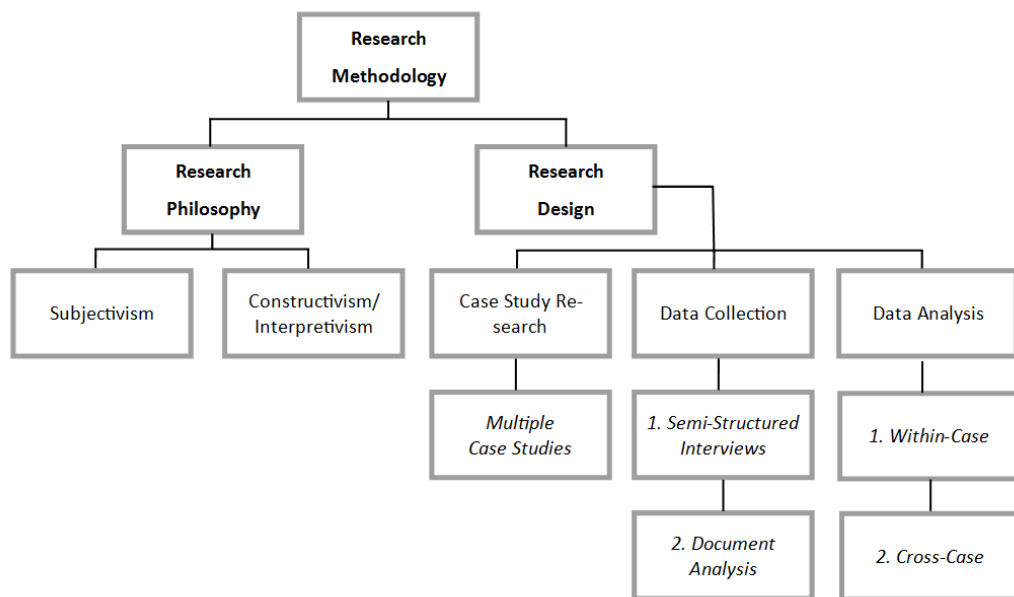 Research
Methodology
Research
Philosophy
Research
Design
Subjectivism
Constructivism/
Interpretivism
Case Study Re-
search
Data Collection
Data Analysis
Multiple
Case Studies
1. Semi-Structured
Interviews
1. Within-Case
2. Document
Analysis
2. Cross-Case